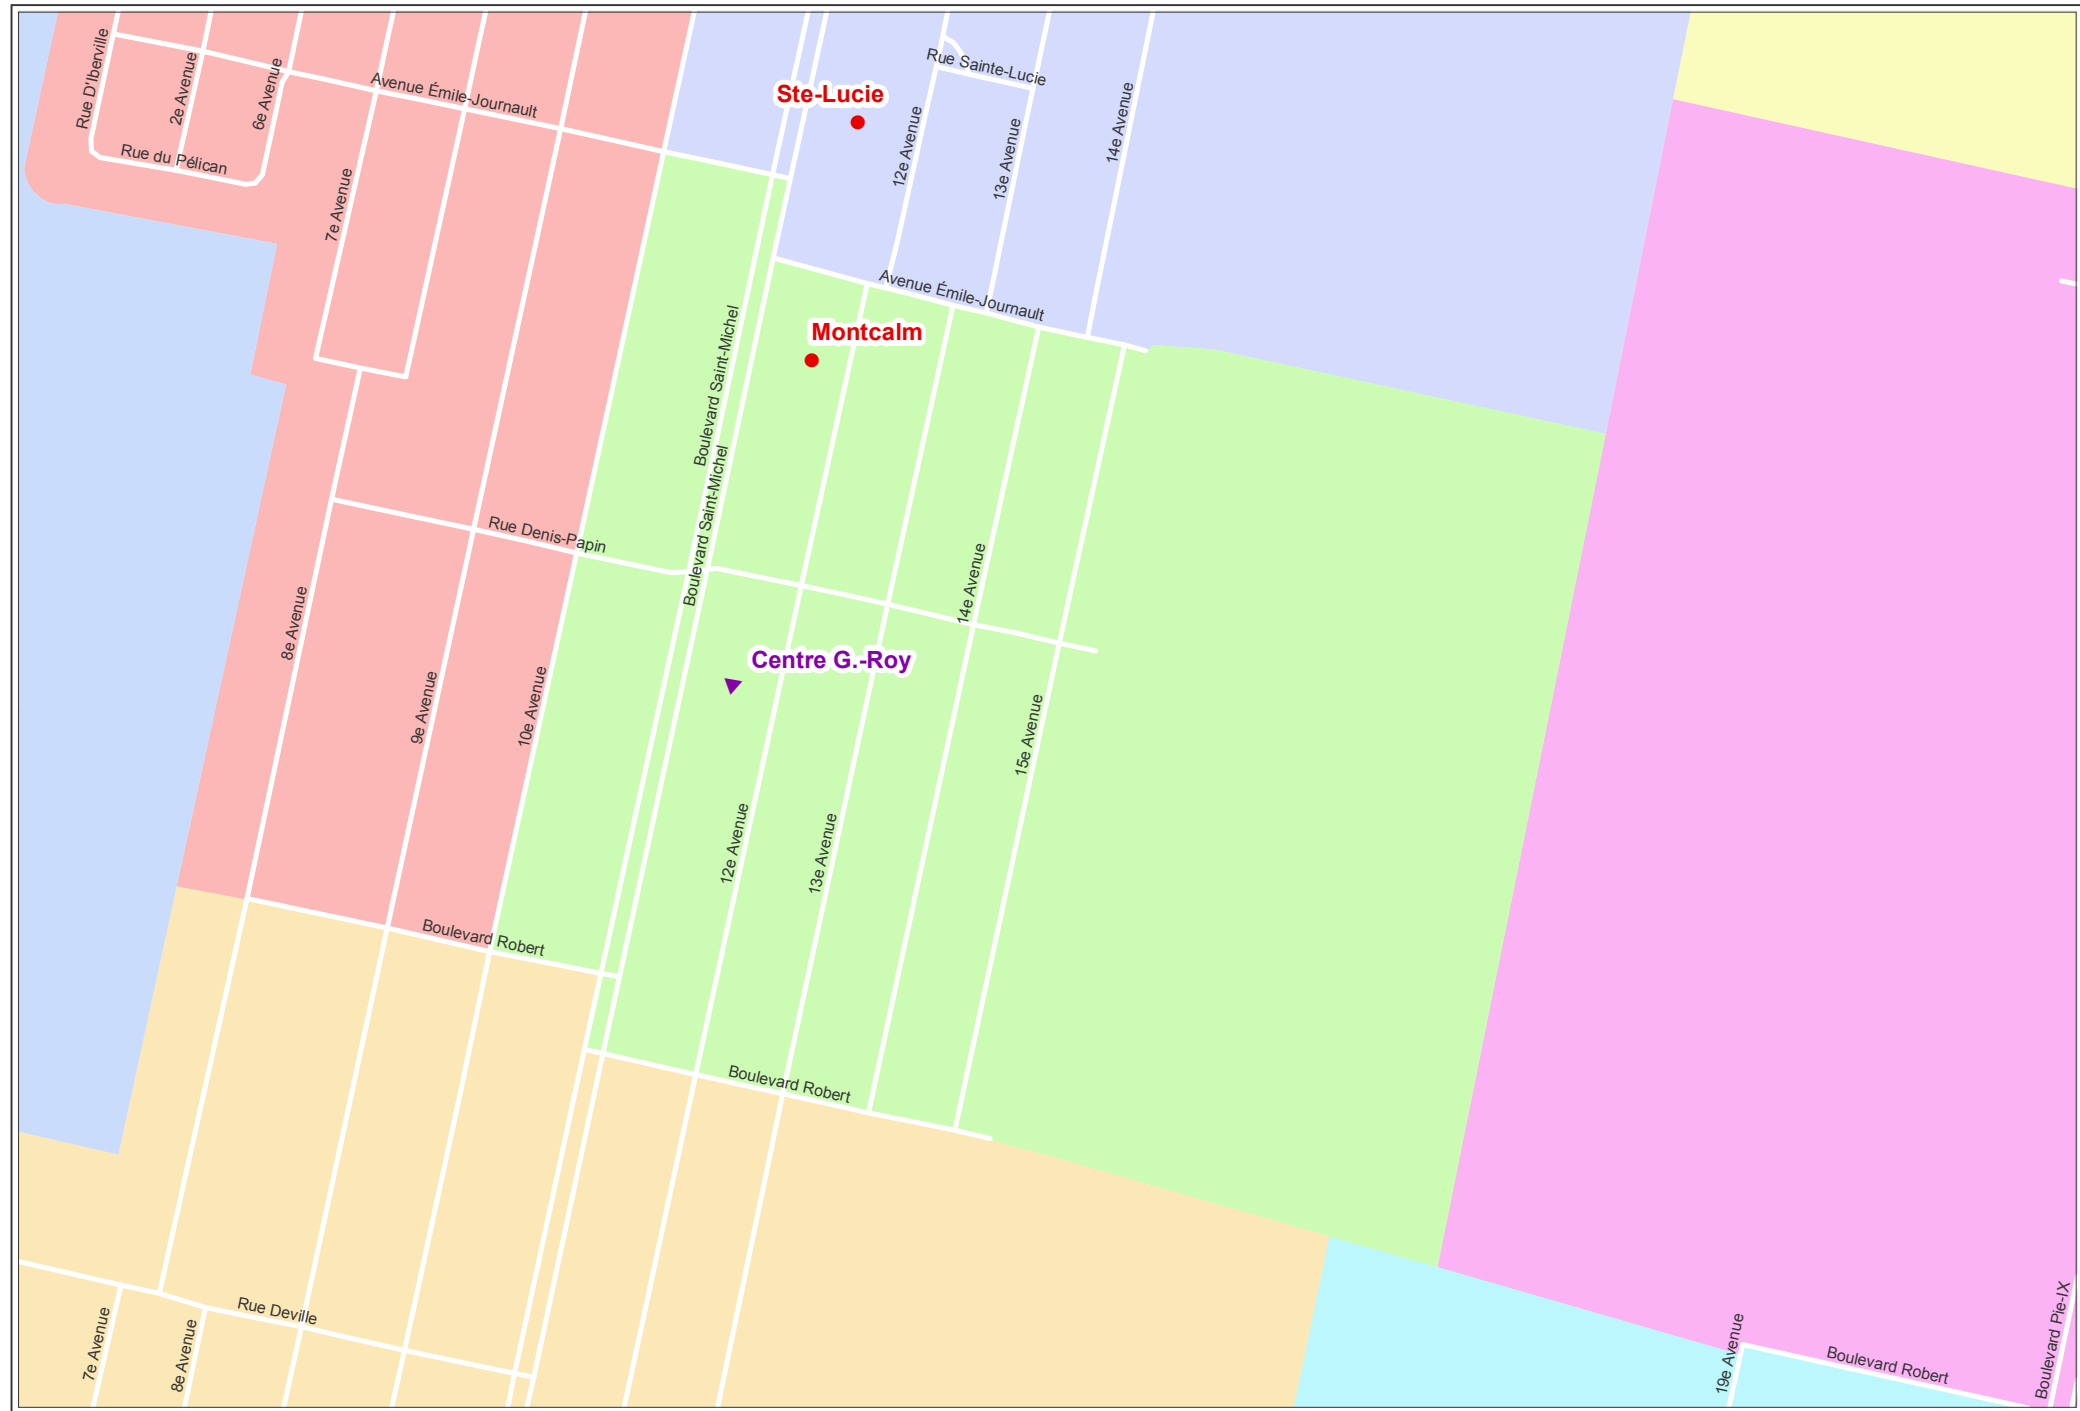 Rue D'Iberville
2e Avenue
6e Avenue
Avenue Émile-Journault
Rue Sainte-Lucie
Ste-Lucie
12e Avenue
13e Avenue
14e Avenue
Rue du Pélican
7e Avenue
Avenue Émile-Journault
Montcalm
Boulevard Saint-Michel
Boulevard Saint-Michel
Rue Denis-Papin
14e Avenue
8e Avenue
Centre G.-Roy
9e Avenue
10e Avenue
15e Avenue
12e Avenue
13e Avenue
Boulevard Robert
Boulevard Robert
Rue Deville
7e Avenue
8e Avenue
19e Avenue
Boulevard Robert
Boulevard Pie-IX